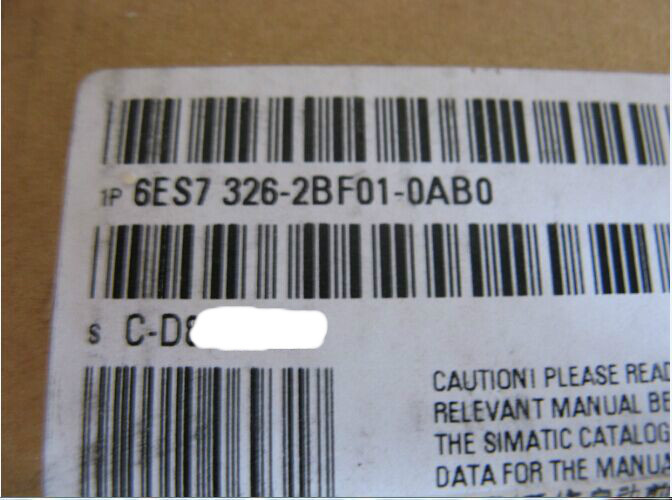 1P 6ES7 326-2BF01-0AB0
S C-D8
CAUTION! PLEASE READ
RELEVANT MANUAL BE
THE SIMATIC CATALOG
DATA FOR THE MANUA